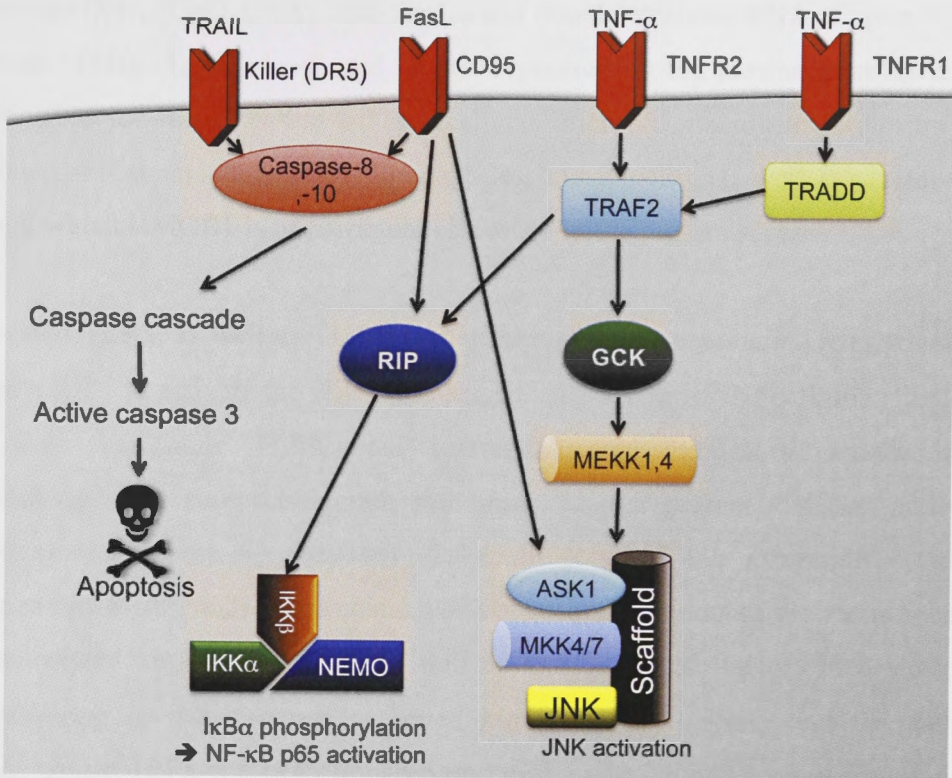 TRAIL
FasL
TNF-α
TNF-α
Killer (DR5)
CD95
TNFR2
TNFR1
Caspase-8
,-10
TRAF2
TRADD
Caspase cascade
RIP
GCK
Active caspase 3
MEKK1,4
Apoptosis
IKKβ
IKKα
NEMO
ASK1
MKK4/7
JNK
Scaffold
IκBα phosphorylation
➔ NF-κB p65 activation
JNK activation